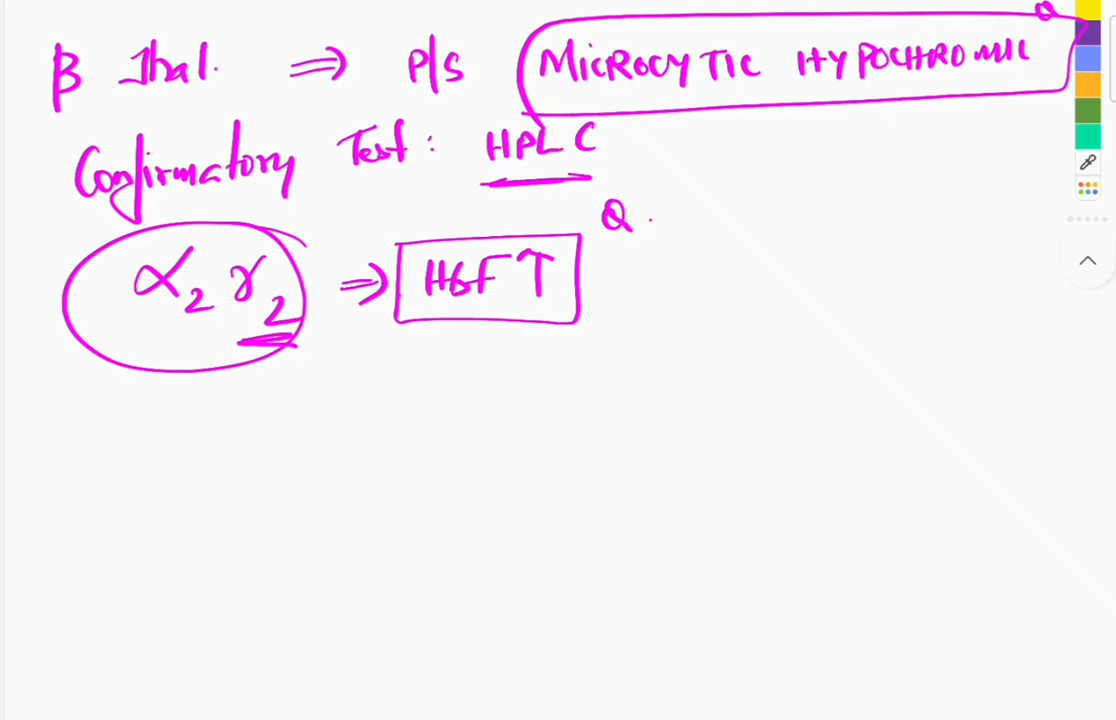 β Thal. ⇒ P/S MICROCYTIC HYPOCHROMIC Q
Confirmatory Test : HPLC
Q.
α₂ γ₂ ⇒ HbF ↑